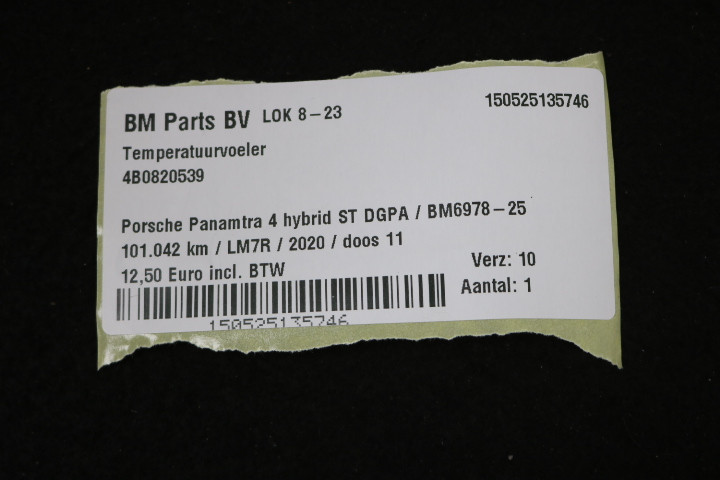 BM Parts BV LOK 8-23 150525135746
Temperatuurvoeler
4B0820539
Porsche Panamtra 4 hybrid ST DGPA / BM6978-25
101.042 km / LM7R / 2020 / doos 11
12,50 Euro incl. BTW Verz: 10
Aantal: 1
150525135746